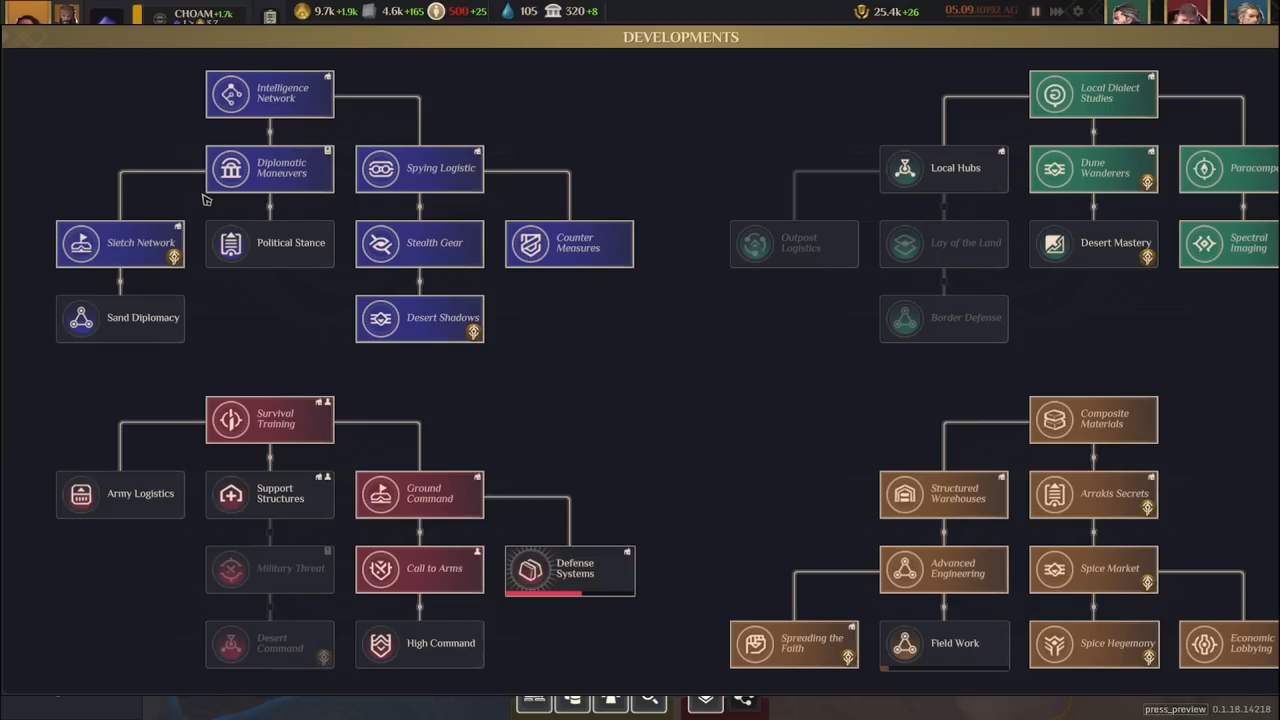 CHOAM +1.7k
9.7k +1.9k
4.6k +165
500 +25
105
320 +8
25.4k +26
05.09.10192 AG
DEVELOPMENTS
Intelligence
Network
Local Dialect
Studies
Diplomatic
Maneuvers
Spying Logistic
Local Hubs
Dune
Wanderers
Paracomp
Sietch Network
Political Stance
Stealth Gear
Counter
Measures
Outpost
Logistics
Lay of the Land
Desert Mastery
Spectral
Imaging
Sand Diplomacy
Desert Shadows
Border Defense
Survival
Training
Composite
Materials
Army Logistics
Support
Structures
Ground
Command
Structured
Warehouses
Arrakis Secrets
Military Threat
Call to Arms
Defense
Systems
Advanced
Engineering
Spice Market
Desert
Command
High Command
Spreading the
Faith
Field Work
Spice Hegemony
Economic
Lobbying
press_preview 0.1.18.14218